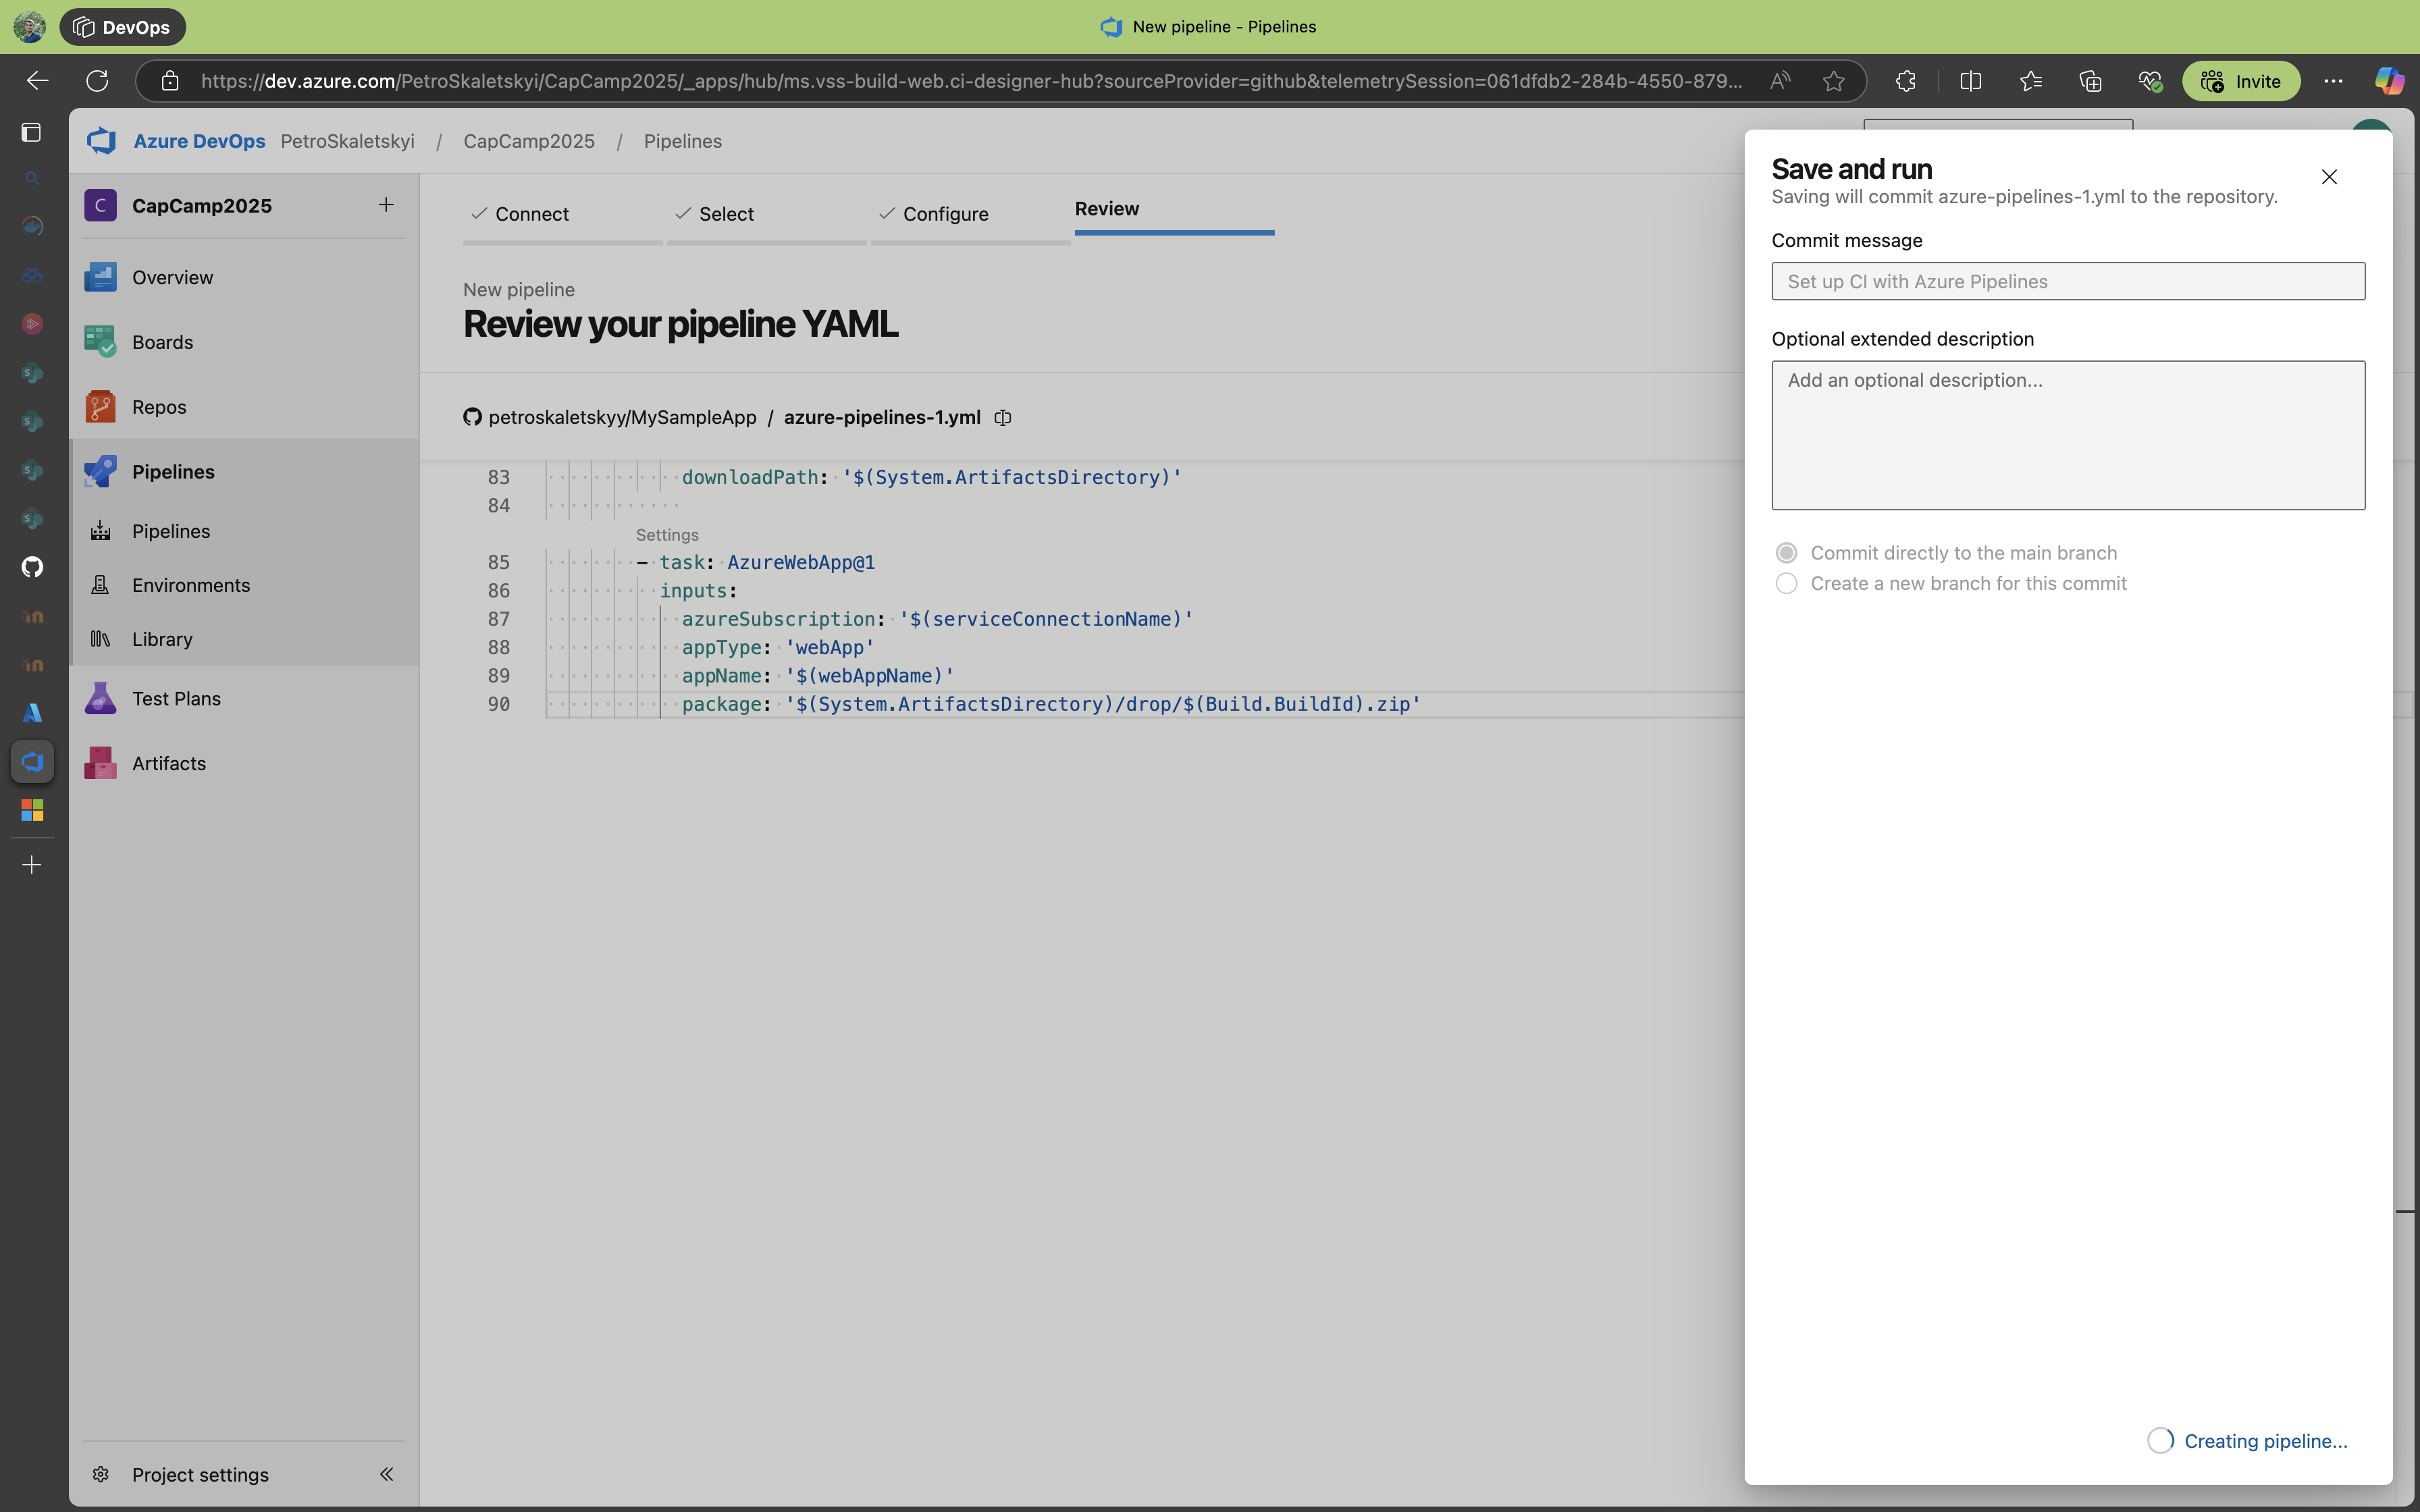 DevOps
New pipeline - Pipelines
https://dev.azure.com/PetroSkaletskyi/CapCamp2025/_apps/hub/ms.vss-build-web.ci-designer-hub?sourceProvider=github&telemetrySession=061dfdb2-284b-4550-879...
Invite
Azure DevOps PetroSkaletskyi / CapCamp2025 / Pipelines
C CapCamp2025
Overview
Boards
Repos
Pipelines
Pipelines
Environments
Library
Test Plans
Artifacts
Project settings
Connect
Select
Configure
Review
New pipeline
Review your pipeline YAML
petroskaletskyy/MySampleApp / azure-pipelines-1.yml
83 downloadPath: '$(System.ArtifactsDirectory)'
84
Settings
85 - task: AzureWebApp@1
86 inputs:
87 azureSubscription: '$(serviceConnectionName)'
88 appType: 'webApp'
89 appName: '$(webAppName)'
90 package: '$(System.ArtifactsDirectory)/drop/$(Build.BuildId).zip'
Save and run
Saving will commit azure-pipelines-1.yml to the repository.
Commit message
Set up CI with Azure Pipelines
Optional extended description
Add an optional description...
Commit directly to the main branch
Create a new branch for this commit
Creating pipeline...